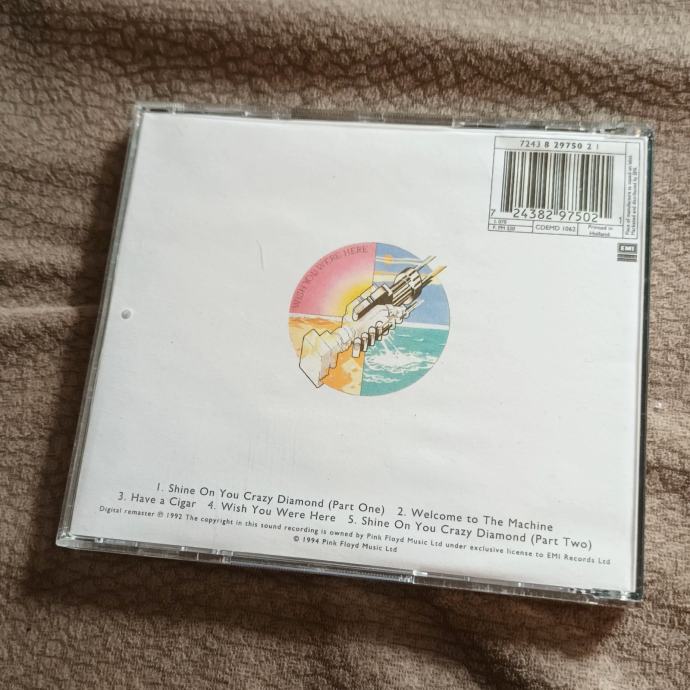 7243 8 29750 2 1
7 24382 97502 1
CDEMD 1062
Printed in
Holland
EMI
WISH YOU WERE HERE
1. Shine On You Crazy Diamond (Part One) 2. Welcome to The Machine
3. Have a Cigar 4. Wish You Were Here 5. Shine On You Crazy Diamond (Part Two)
Digital remaster ℗ 1992 The copyright in this sound recording is owned by Pink Floyd Music Ltd under exclusive license to EMI Records Ltd
© 1994 Pink Floyd Music Ltd